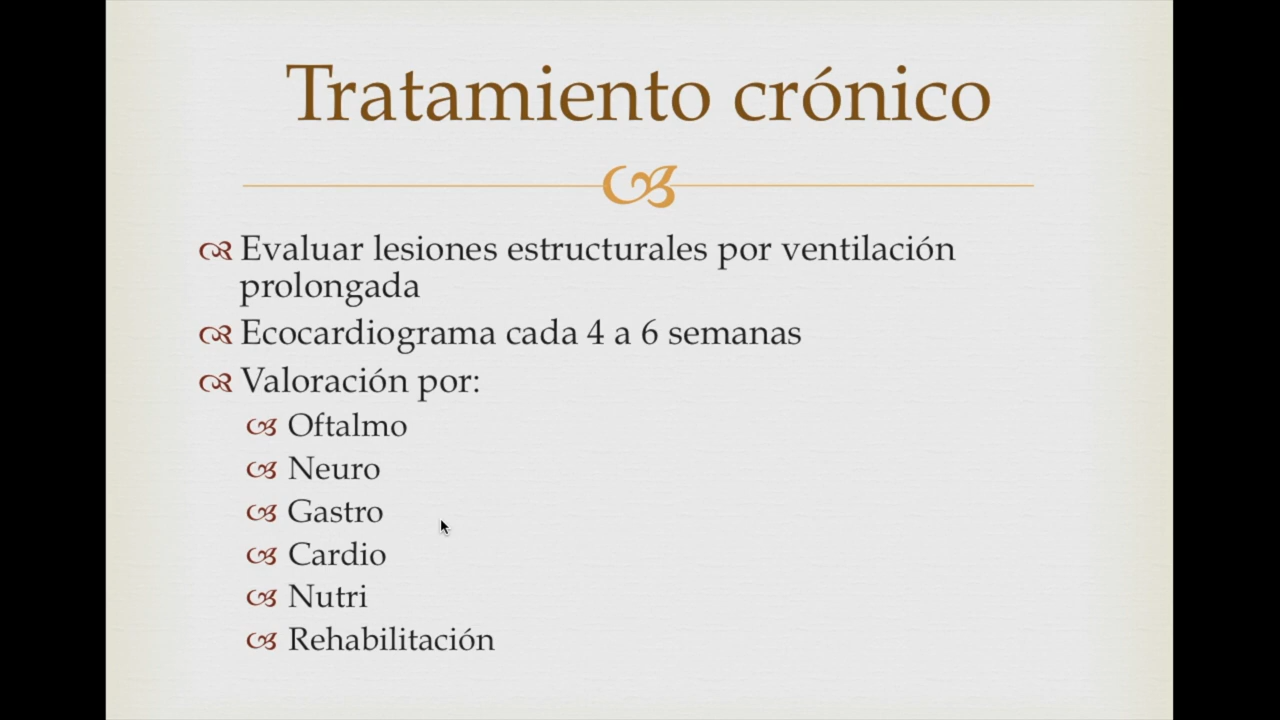 Tratamiento crónico
Evaluar lesiones estructurales por ventilación
prolongada
Ecocardiograma cada 4 a 6 semanas
Valoración por:
Oftalmo
Neuro
Gastro
Cardio
Nutri
Rehabilitación